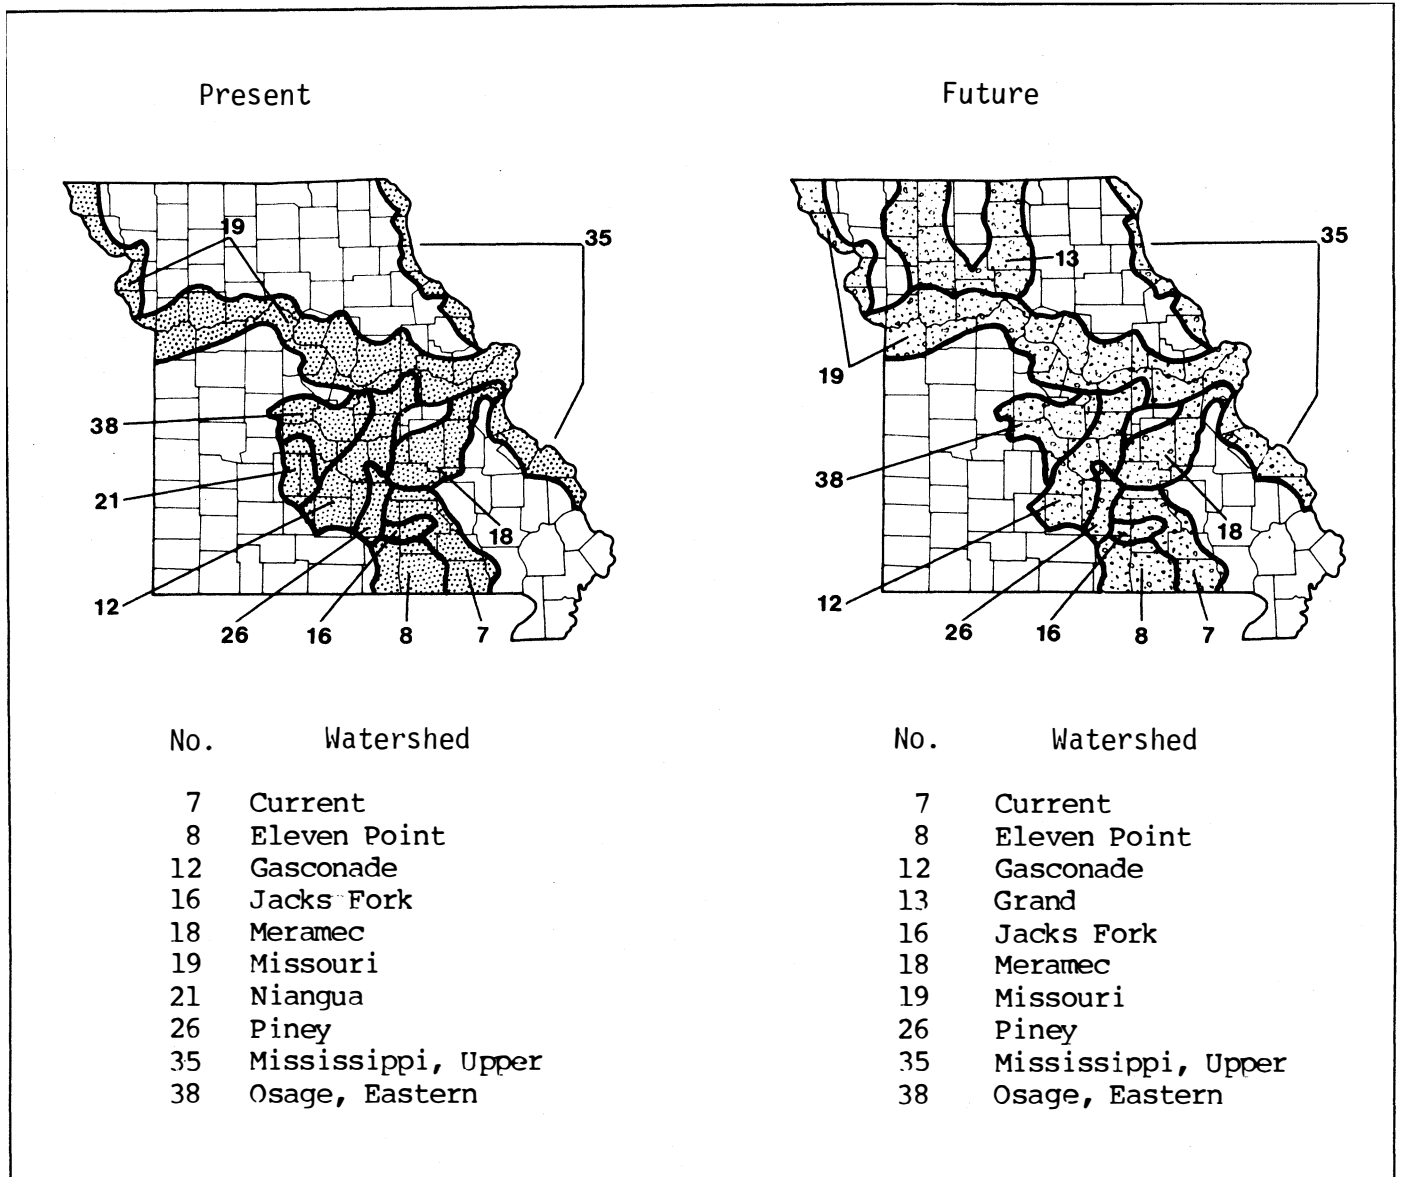 Present
19
35
38
21
18
12
26
16
8
7
No. Watershed
7 Current
8 Eleven Point
12 Gasconade
16 Jacks Fork
18 Meramec
19 Missouri
21 Niangua
26 Piney
35 Mississippi, Upper
38 Osage, Eastern
Future
35
13
19
38
18
12
26
16
8
7
No. Watershed
7 Current
8 Eleven Point
12 Gasconade
13 Grand
16 Jacks Fork
18 Meramec
19 Missouri
26 Piney
35 Mississippi, Upper
38 Osage, Eastern